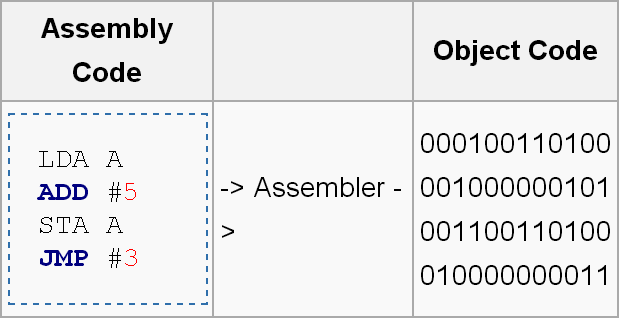 Assembly
Code
Object Code
LDA A
ADD #5
STA A
JMP #3
-> Assembler -
>
000100110100
001000000101
001100110100
010000000011